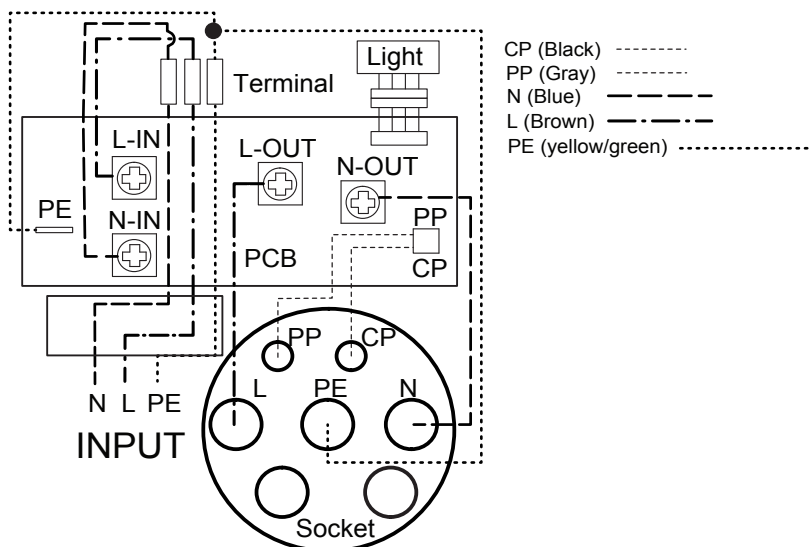 Light
Terminal
L-IN
L-OUT
N-OUT
PE
N-IN
PCB
PP
CP
PP
CP
L
PE
N
N L PE
INPUT
Socket
CP (Black)
PP (Gray)
N (Blue)
L (Brown)
PE (yellow/green)